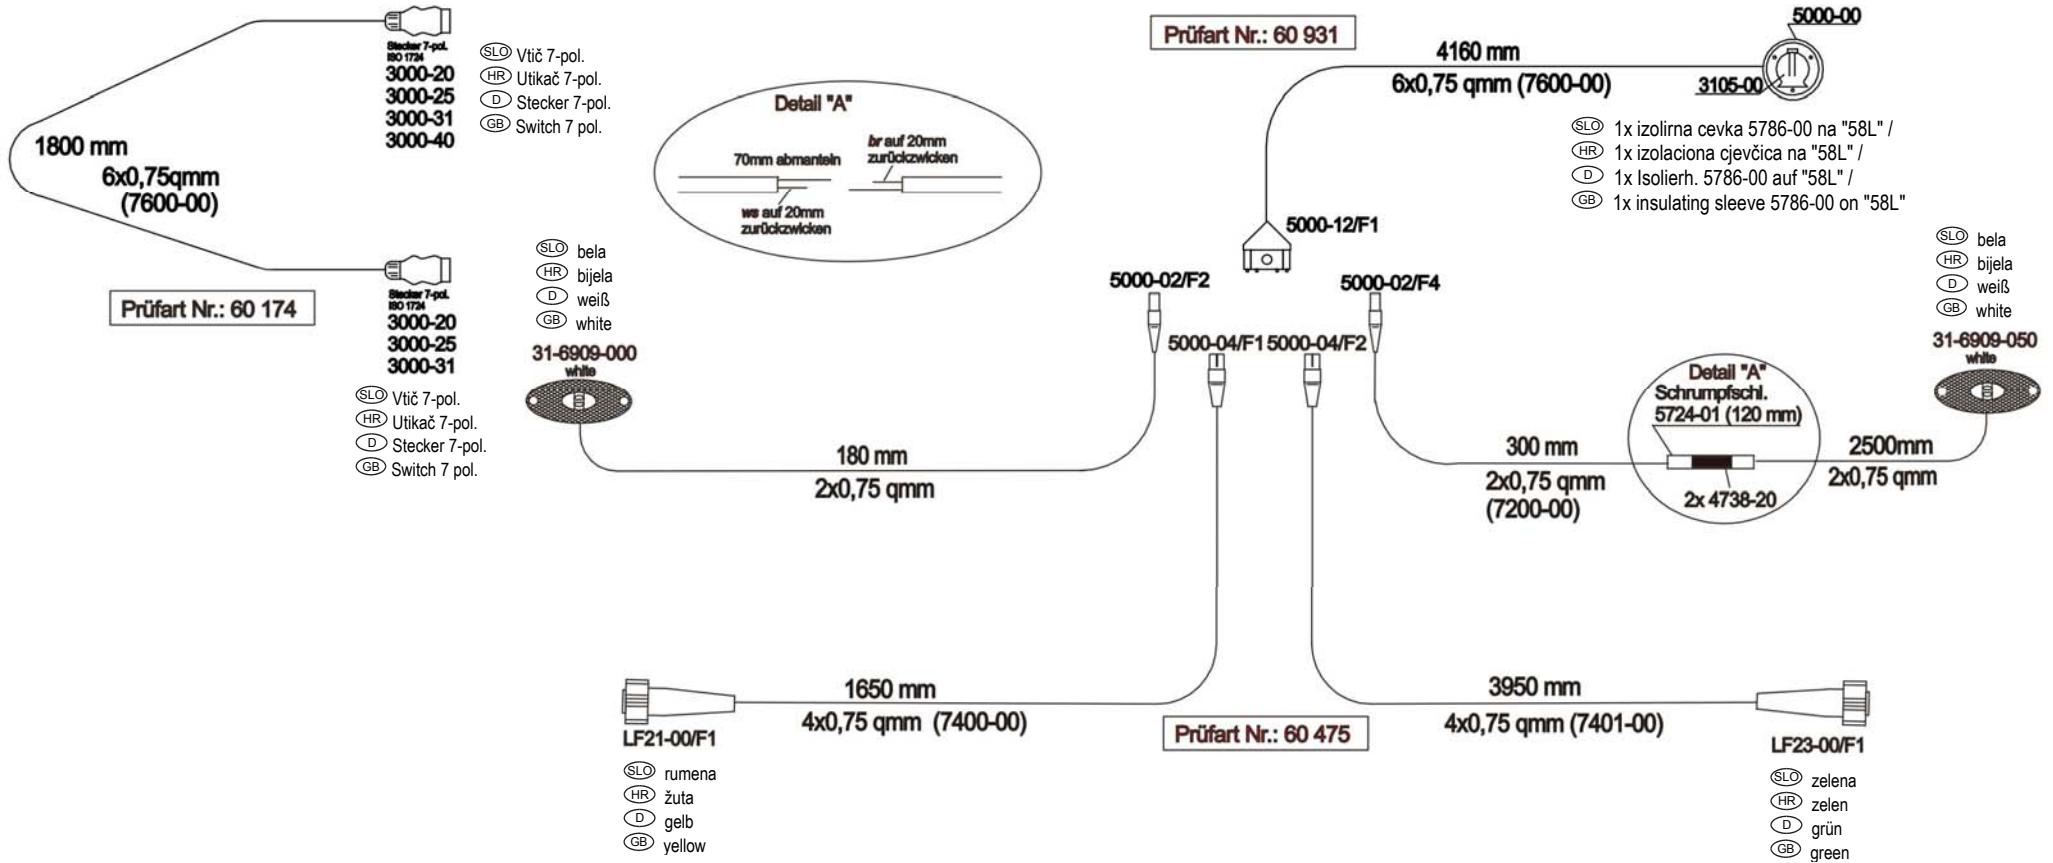 Stecker 7-pol.
ISO 1724
3000-20
3000-25
3000-31
3000-40
SLO Vtič 7-pol.
HR Utikač 7-pol.
D Stecker 7-pol.
GB Switch 7 pol.
1800 mm
6x0,75qmm
(7600-00)
Prüfart Nr.: 60 174
Stecker 7-pol.
ISO 1724
3000-20
3000-25
3000-31
SLO Vtič 7-pol.
HR Utikač 7-pol.
D Stecker 7-pol.
GB Switch 7 pol.
Detail "A"
70mm abmanteln
br auf 20mm
zurückzwicken
ws auf 20mm
zurückzwicken
Prüfart Nr.: 60 931
4160 mm
6x0,75 qmm (7600-00)
5000-00
3105-00
SLO 1x izolirna cevka 5786-00 na "58L" /
HR 1x izolaciona cjevčica na "58L" /
D 1x Isolierh. 5786-00 auf "58L" /
GB 1x insulating sleeve 5786-00 on "58L"
5000-12/F1
SLO bela
HR bijela
D weiß
GB white
31-6909-000
white
180 mm
2x0,75 qmm
5000-02/F2
5000-02/F4
5000-04/F1
5000-04/F2
SLO bela
HR bijela
D weiß
GB white
31-6909-050
white
Detail "A"
Schrumpfschl.
5724-01 (120 mm)
2x 4738-20
300 mm
2x0,75 qmm
(7200-00)
2500mm
2x0,75 qmm
1650 mm
4x0,75 qmm (7400-00)
Prüfart Nr.: 60 475
3950 mm
4x0,75 qmm (7401-00)
LF21-00/F1
SLO rumena
HR žuta
D gelb
GB yellow
LF23-00/F1
SLO zelena
HR zelen
D grün
GB green